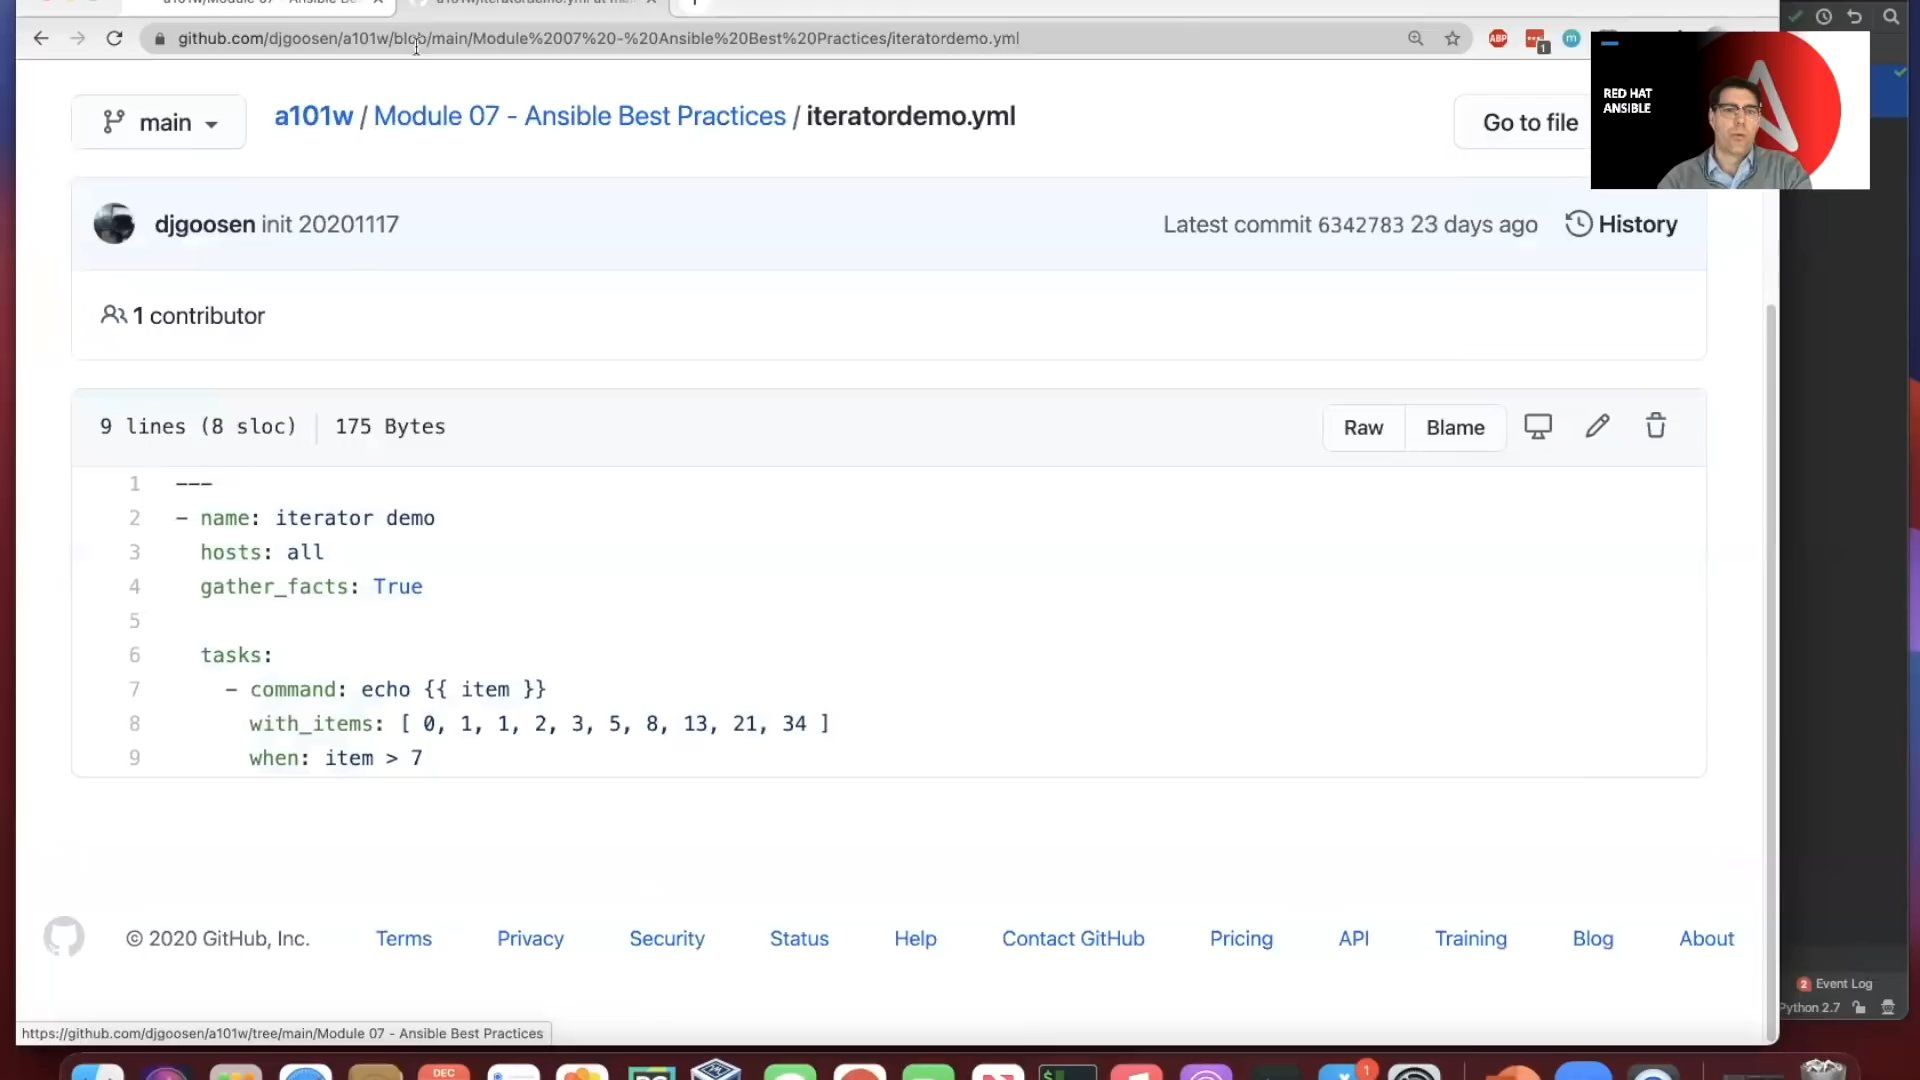 github.com/djgoosen/a101w/blob/main/Module%2007%20-%20Ansible%20Best%20Practices/iteratordemo.yml
ABP
1
m
RED HAT
ANSIBLE
main
a101w / Module 07 - Ansible Best Practices / iteratordemo.yml
Go to file
djgoosen init 20201117
Latest commit 6342783 23 days ago
History
1 contributor
9 lines (8 sloc)
175 Bytes
Raw
Blame
1 ---
2 - name: iterator demo
3 hosts: all
4 gather_facts: True
5
6 tasks:
7 - command: echo {{ item }}
8 with_items: [ 0, 1, 1, 2, 3, 5, 8, 13, 21, 34 ]
9 when: item > 7
© 2020 GitHub, Inc.
Terms
Privacy
Security
Status
Help
Contact GitHub
Pricing
API
Training
Blog
About
2 Event Log
Python 2.7
https://github.com/djgoosen/a101w/tree/main/Module 07 - Ansible Best Practices
DEC
1